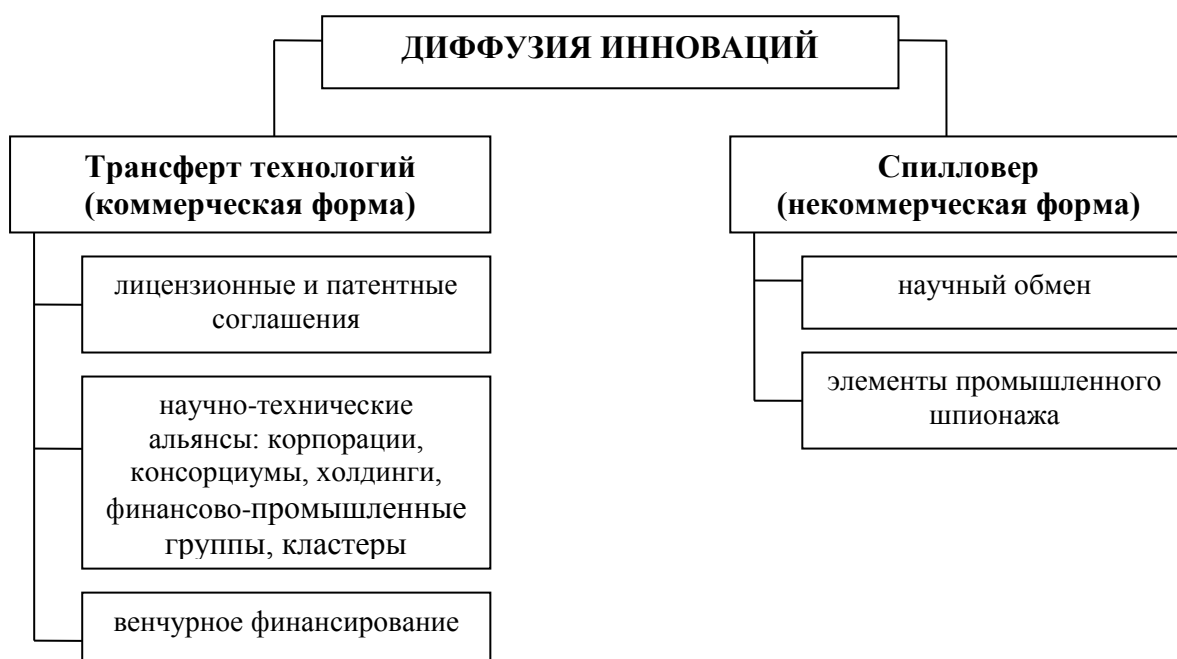 ДИФФУЗИЯ ИННОВАЦИЙ
Трансферт технологий
(коммерческая форма)
лицензионные и патентные
соглашения
научно-технические
альянсы: корпорации,
консорциумы, холдинги,
финансово-промышленные
группы, кластеры
венчурное финансирование
Спилловер
(некоммерческая форма)
научный обмен
элементы промышленного
шпионажа